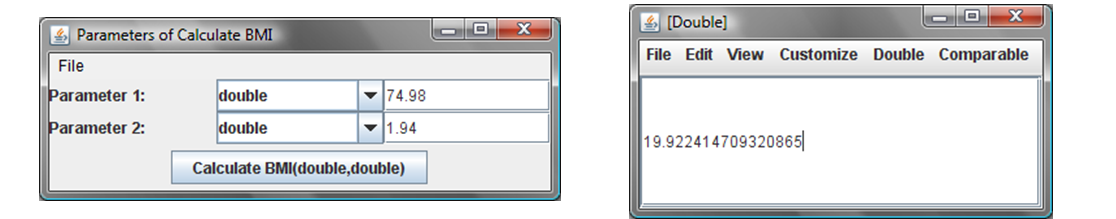 Parameters of Calculate BMI
File
Parameter 1: double 74.98
Parameter 2: double 1.94
Calculate BMI(double,double)
[Double]
File Edit View Customize Double Comparable
19.922414709320865